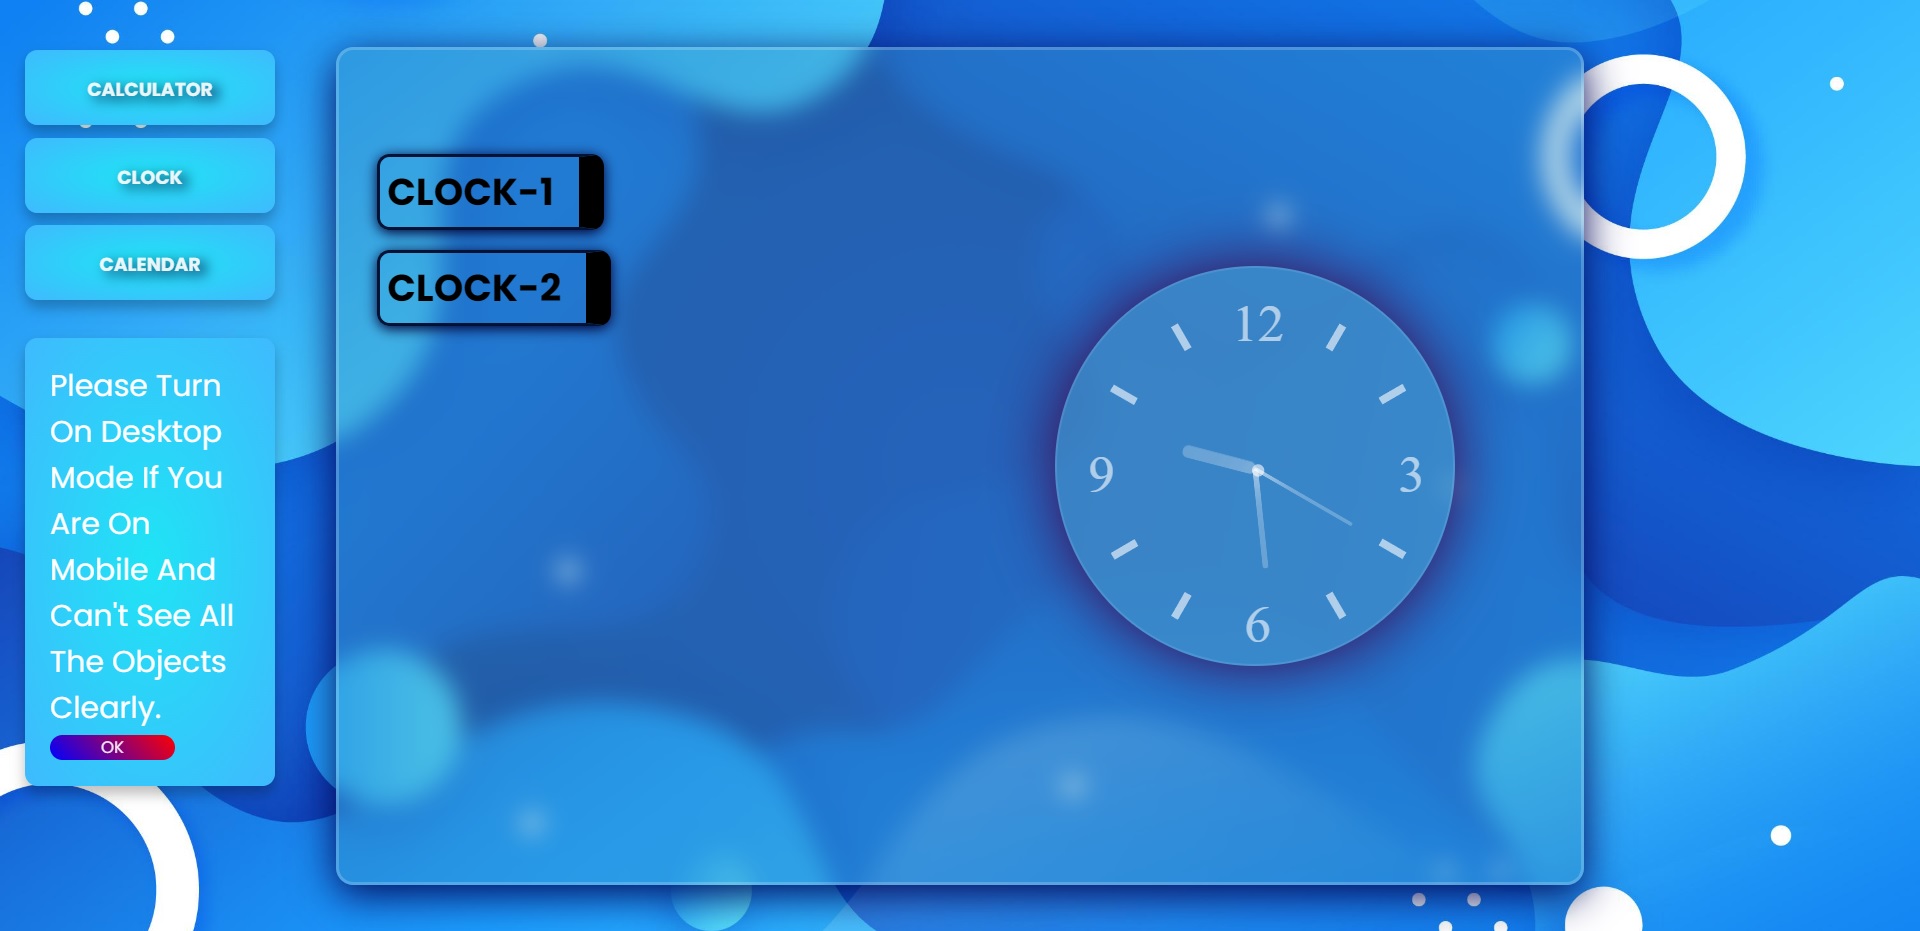 CALCULATOR
CLOCK
CALENDAR
Please Turn
On Desktop
Mode If You
Are On
Mobile And
Can't See All
The Objects
Clearly.
OK
CLOCK-1
CLOCK-2
12
9
3
6